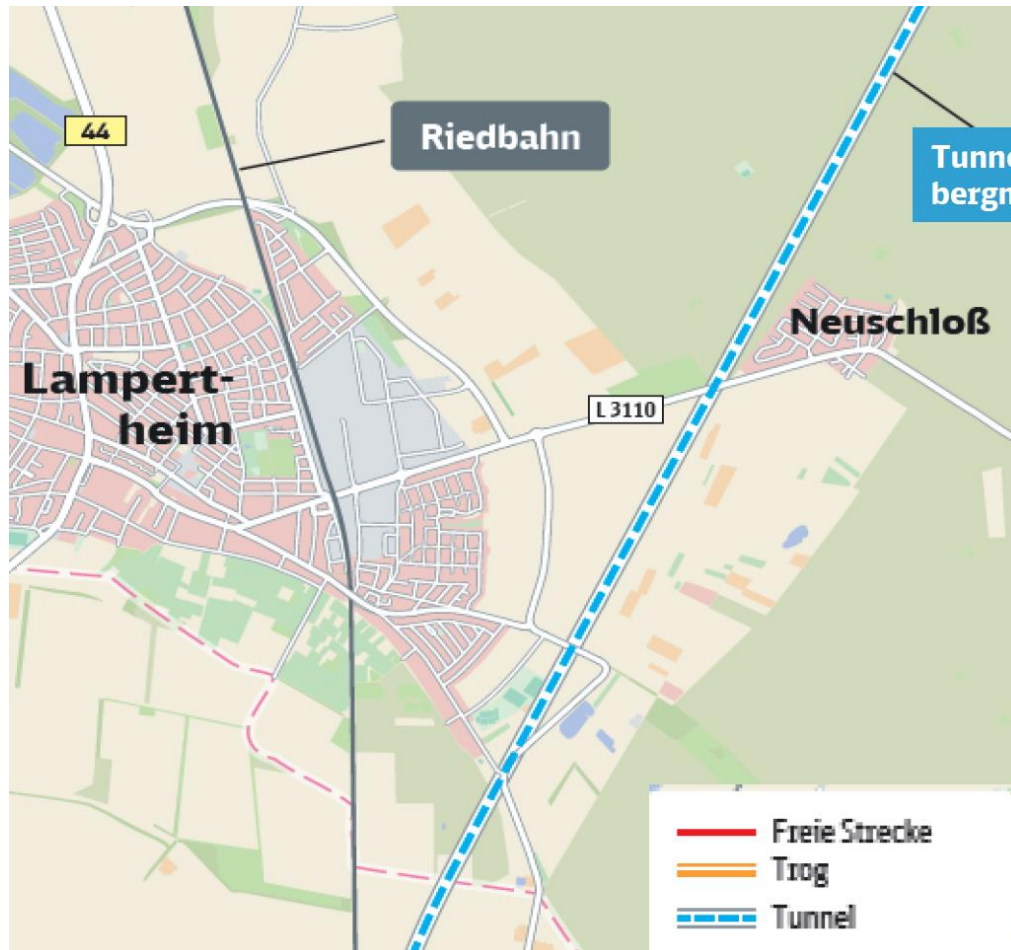 44
Riedbahn
Neuschloß
Lampert-
heim
L 3110
Freie Strecke
Trog
Tunnel